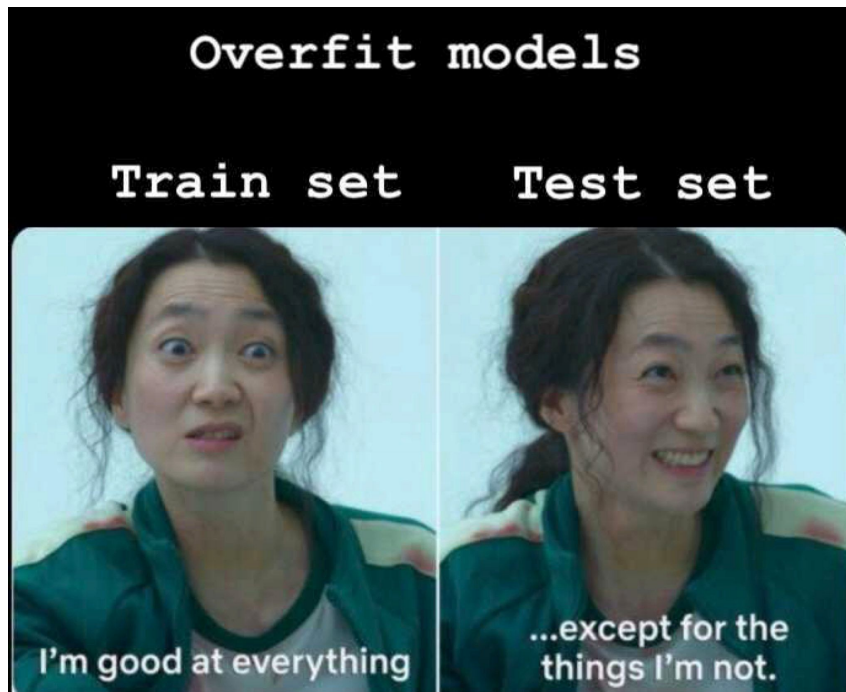 Overfit models
Train set
Test set
I'm good at everything
...except for the
things I'm not.